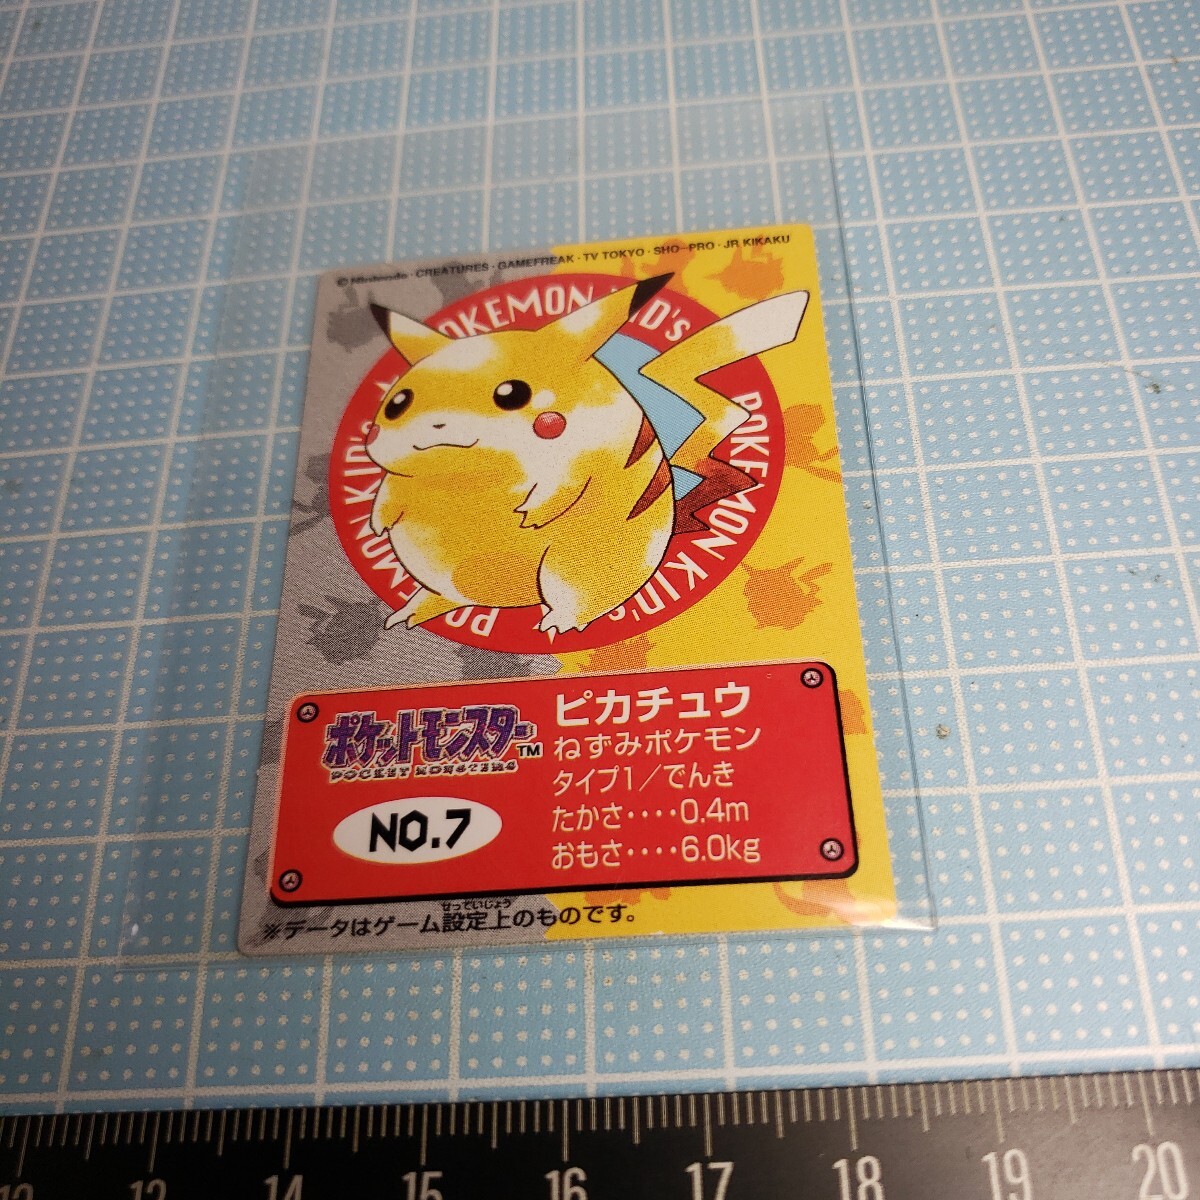 © Nintendo・CREATURES・GAMEFREAK・TV TOKYO・SHO-PRO・JR KIKAKU
POKEMON KID's
POKEMON KID's
ポケットモンスター™
POCKET MONSTERS
NO.7
ピカチュウ
ねずみポケモン
タイプ1/でんき
たかさ････0.4m
おもさ････6.0kg
せっていじょう
※データはゲーム設定上のものです。
13 14 15 16 17 18 19 20